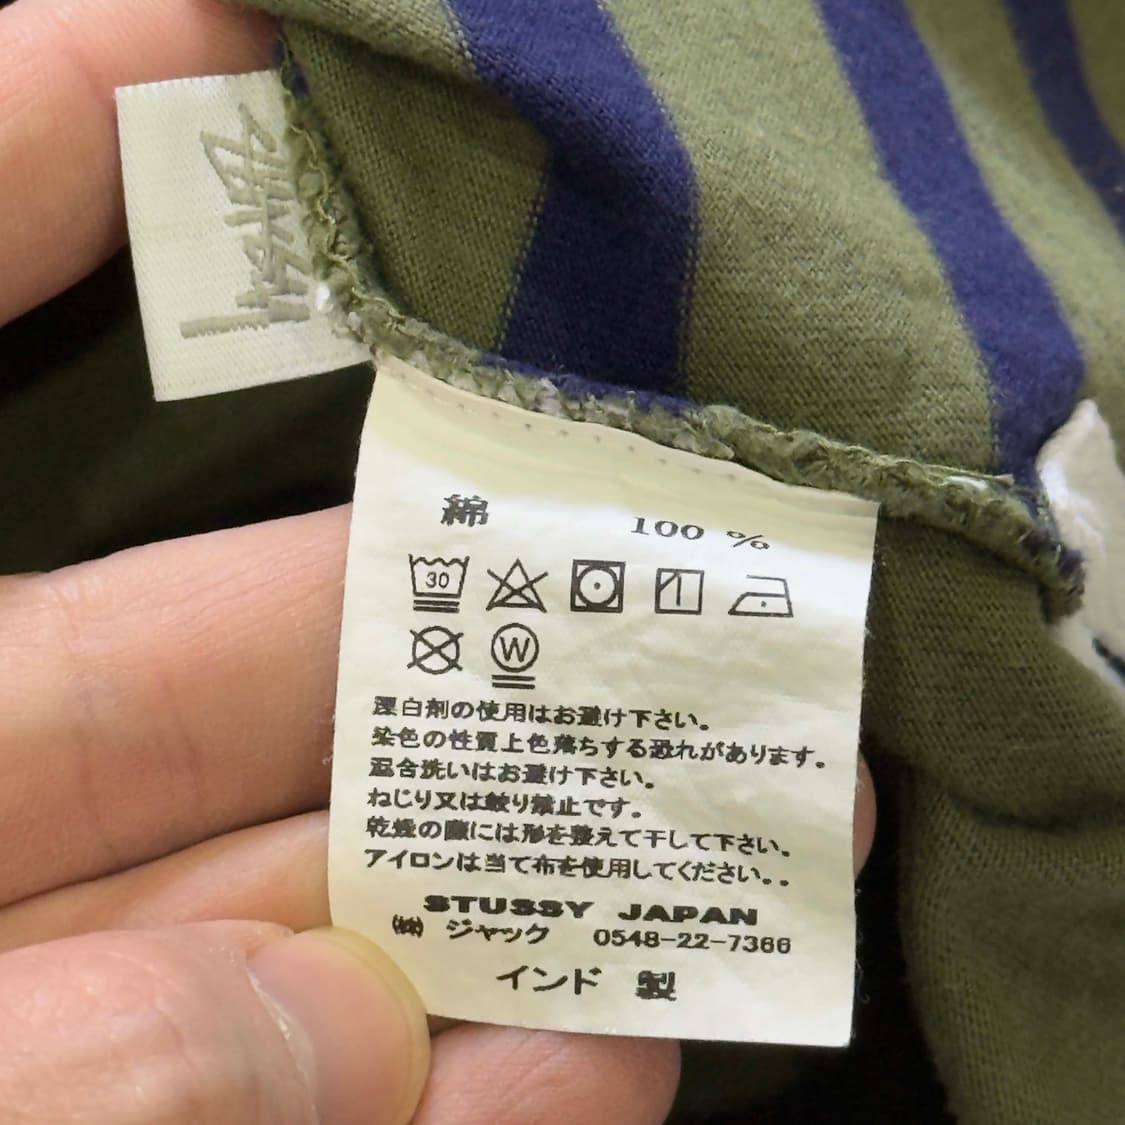 綿 100 %
30
W
漂白剤の使用はお避け下さい。
染色の性質上色落ちする恐れがあります。
混合洗いはお避け下さい。
ねじり又は絞り禁止です。
乾燥の際には形を整えて干して下さい。
アイロンは当て布を使用してください。。
STUSSY JAPAN
㈱ ジャック 0548-22-7366
インド 製